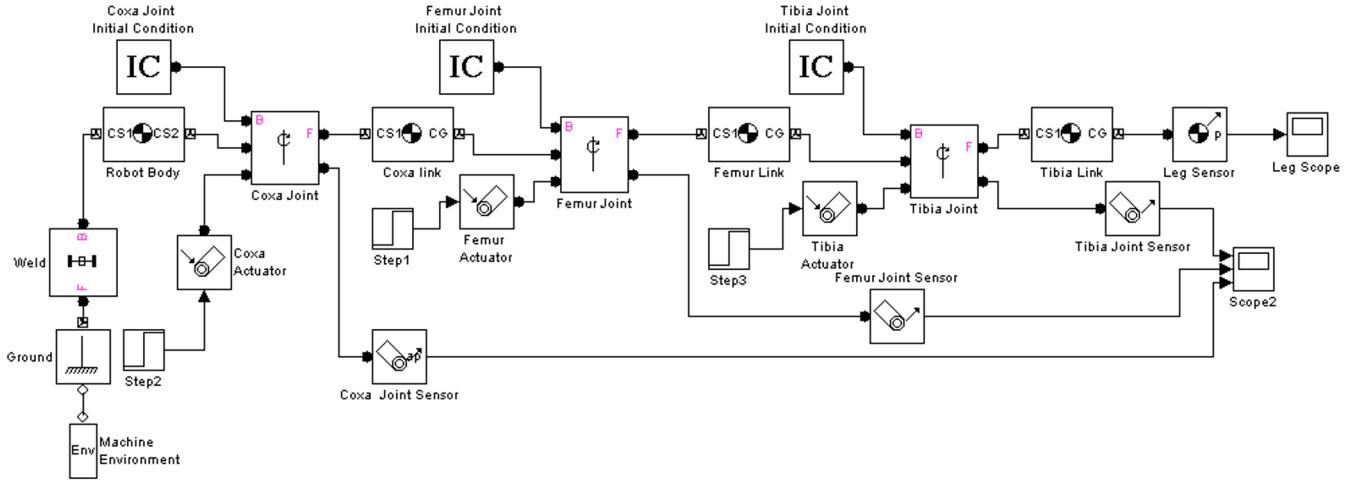 Coxa Joint
Initial Condition
Femur Joint
Initial Condition
Tibia Joint
Initial Condition
IC
IC
IC
B
F
CS1 CS2
Robot Body
Coxa Joint
CS1 CG
Coxa link
B
F
Femur Joint
CS1 CG
Femur Link
B
F
Tibia Joint
CS1 CG
Tibia Link
p
Leg Sensor
Leg Scope
Weld
B
F
Coxa
Actuator
Step1
Femur
Actuator
Step3
Tibia
Actuator
Tibia Joint Sensor
Femur Joint Sensor
Scope2
Ground
Step2
ap
Coxa Joint Sensor
Env
Machine
Environment